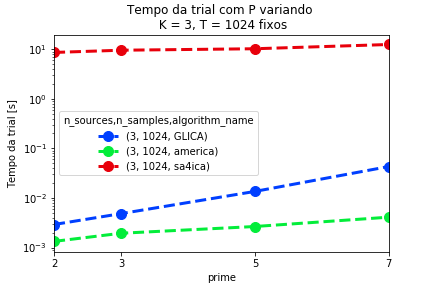 Tempo da trial com P variando
K = 3, T = 1024 fixos
Tempo da trial [s]
10¹
10⁰
10⁻¹
10⁻²
10⁻³
n_sources,n_samples,algorithm_name
(3, 1024, GLICA)
(3, 1024, america)
(3, 1024, sa4ica)
2
3
5
7
prime